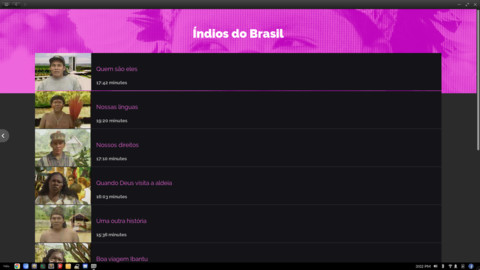 Índios do Brasil
Quem são eles
17:42 minutes
Nossas línguas
19:20 minutes
Nossos direitos
17:10 minutes
Quando Deus visita a aldeia
18:03 minutes
Uma outra história
15:38 minutes
Boa viagem Ibantu